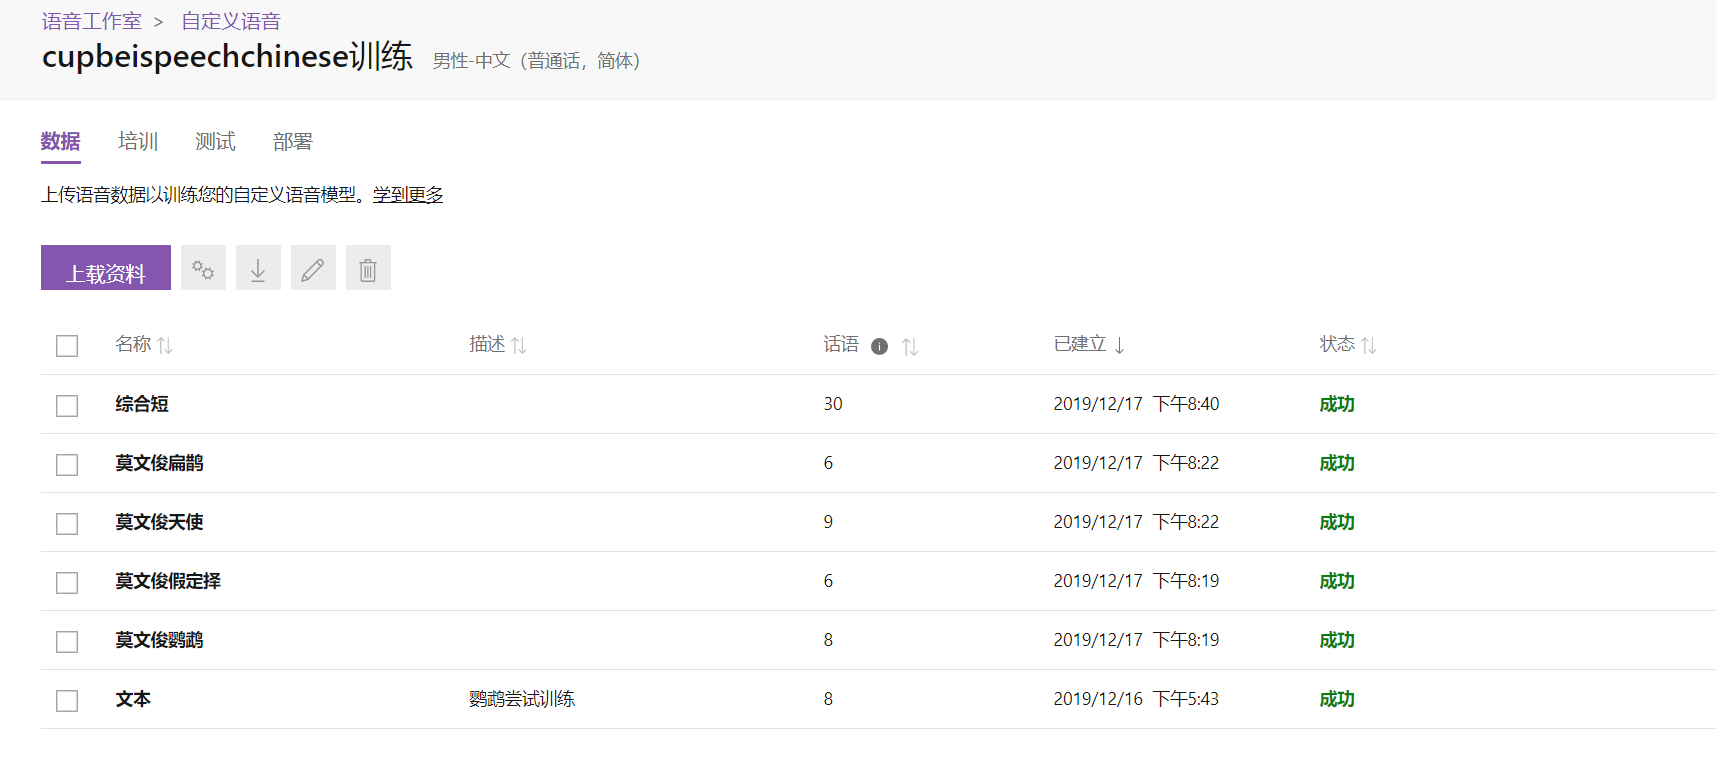 语音工作室 > 自定义语音
cupbeispeechchinese训练 男性-中文（普通话，简体）
数据 培训 测试 部署
上传语音数据以训练您的自定义语音模型。学到更多
上载资料
名称 描述 话语 已建立 状态
综合短 30 2019/12/17 下午8:40 成功
莫文俊扁鹊 6 2019/12/17 下午8:22 成功
莫文俊天使 9 2019/12/17 下午8:22 成功
莫文俊假定择 6 2019/12/17 下午8:19 成功
莫文俊鹦鹉 8 2019/12/17 下午8:19 成功
文本 鹦鹉尝试训练 8 2019/12/16 下午5:43 成功